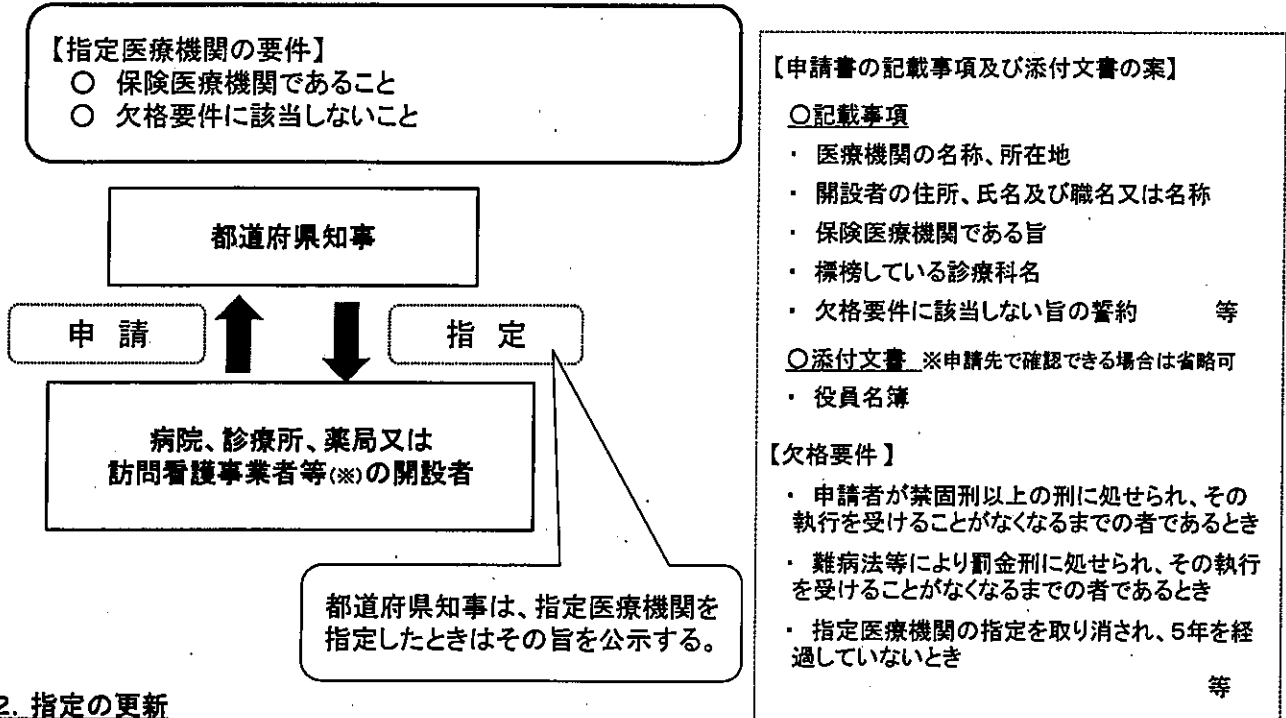 【指定医療機関の要件】
○ 保険医療機関であること
○ 欠格要件に該当しないこと
都道府県知事
申 請
指 定
病院、診療所、薬局又は
訪問看護事業者等(※)の開設者
都道府県知事は、指定医療機関を
指定したときはその旨を公示する。
【申請書の記載事項及び添付文書の案】
○記載事項
・ 医療機関の名称、所在地
・ 開設者の住所、氏名及び職名又は名称
・ 保険医療機関である旨
・ 標榜している診療科名
・ 欠格要件に該当しない旨の誓約 等
○添付文書 ※申請先で確認できる場合は省略可
・ 役員名簿
【欠格要件】
・ 申請者が禁固刑以上の刑に処せられ、その
執行を受けることがなくなるまでの者であるとき
・ 難病法等により罰金刑に処せられ、その執行
を受けることがなくなるまでの者であるとき
・ 指定医療機関の指定を取り消され、5年を経
過していないとき
等
2. 指定の更新